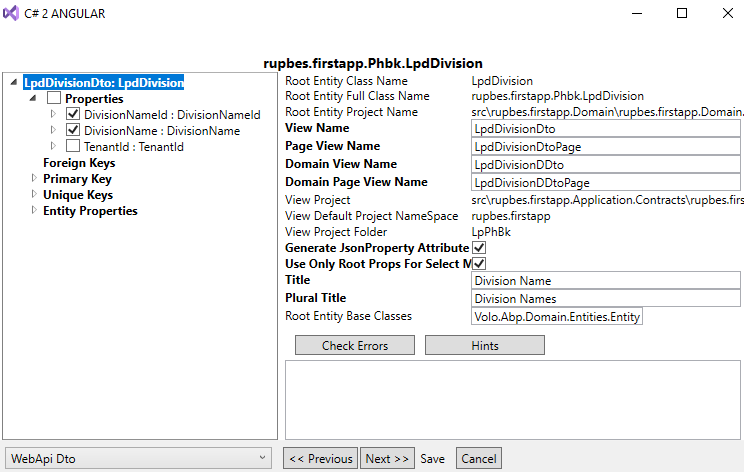 C# 2 ANGULAR
rupbes.firstapp.Phbk.LpdDivision
LpdDivisionDto: LpdDivision
Properties
DivisionNameId : DivisionNameId
DivisionName : DivisionName
TenantId : TenantId
Foreign Keys
Primary Key
Unique Keys
Entity Properties
Root Entity Class Name LpdDivision
Root Entity Full Class Name rupbes.firstapp.Phbk.LpdDivision
Root Entity Project Name src\rupbes.firstapp.Domain\rupbes.firstapp.Domain.
View Name LpdDivisionDto
Page View Name LpdDivisionDtoPage
Domain View Name LpdDivisionDDto
Domain Page View Name LpdDivisionDDtoPage
View Project src\rupbes.firstapp.Application.Contracts\rupbes.firs
View Default Project NameSpace rupbes.firstapp
View Project Folder LpPhBk
Generate JsonProperty Attribute
Use Only Root Props For Select M
Title Division Name
Plural Title Division Names
Root Entity Base Classes Volo.Abp.Domain.Entities.Entity
Check Errors Hints
WebApi Dto << Previous Next >> Save Cancel